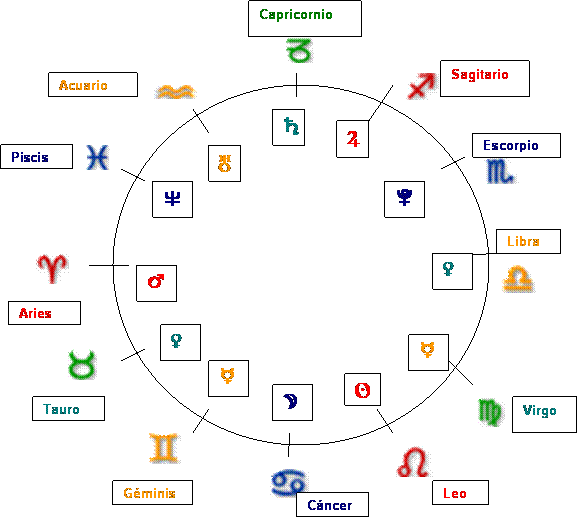 Capricornio
Sagitario
Acuario
Escorpio
Piscis
Libra
Aries
Tauro
Virgo
Géminis
Cáncer
Leo